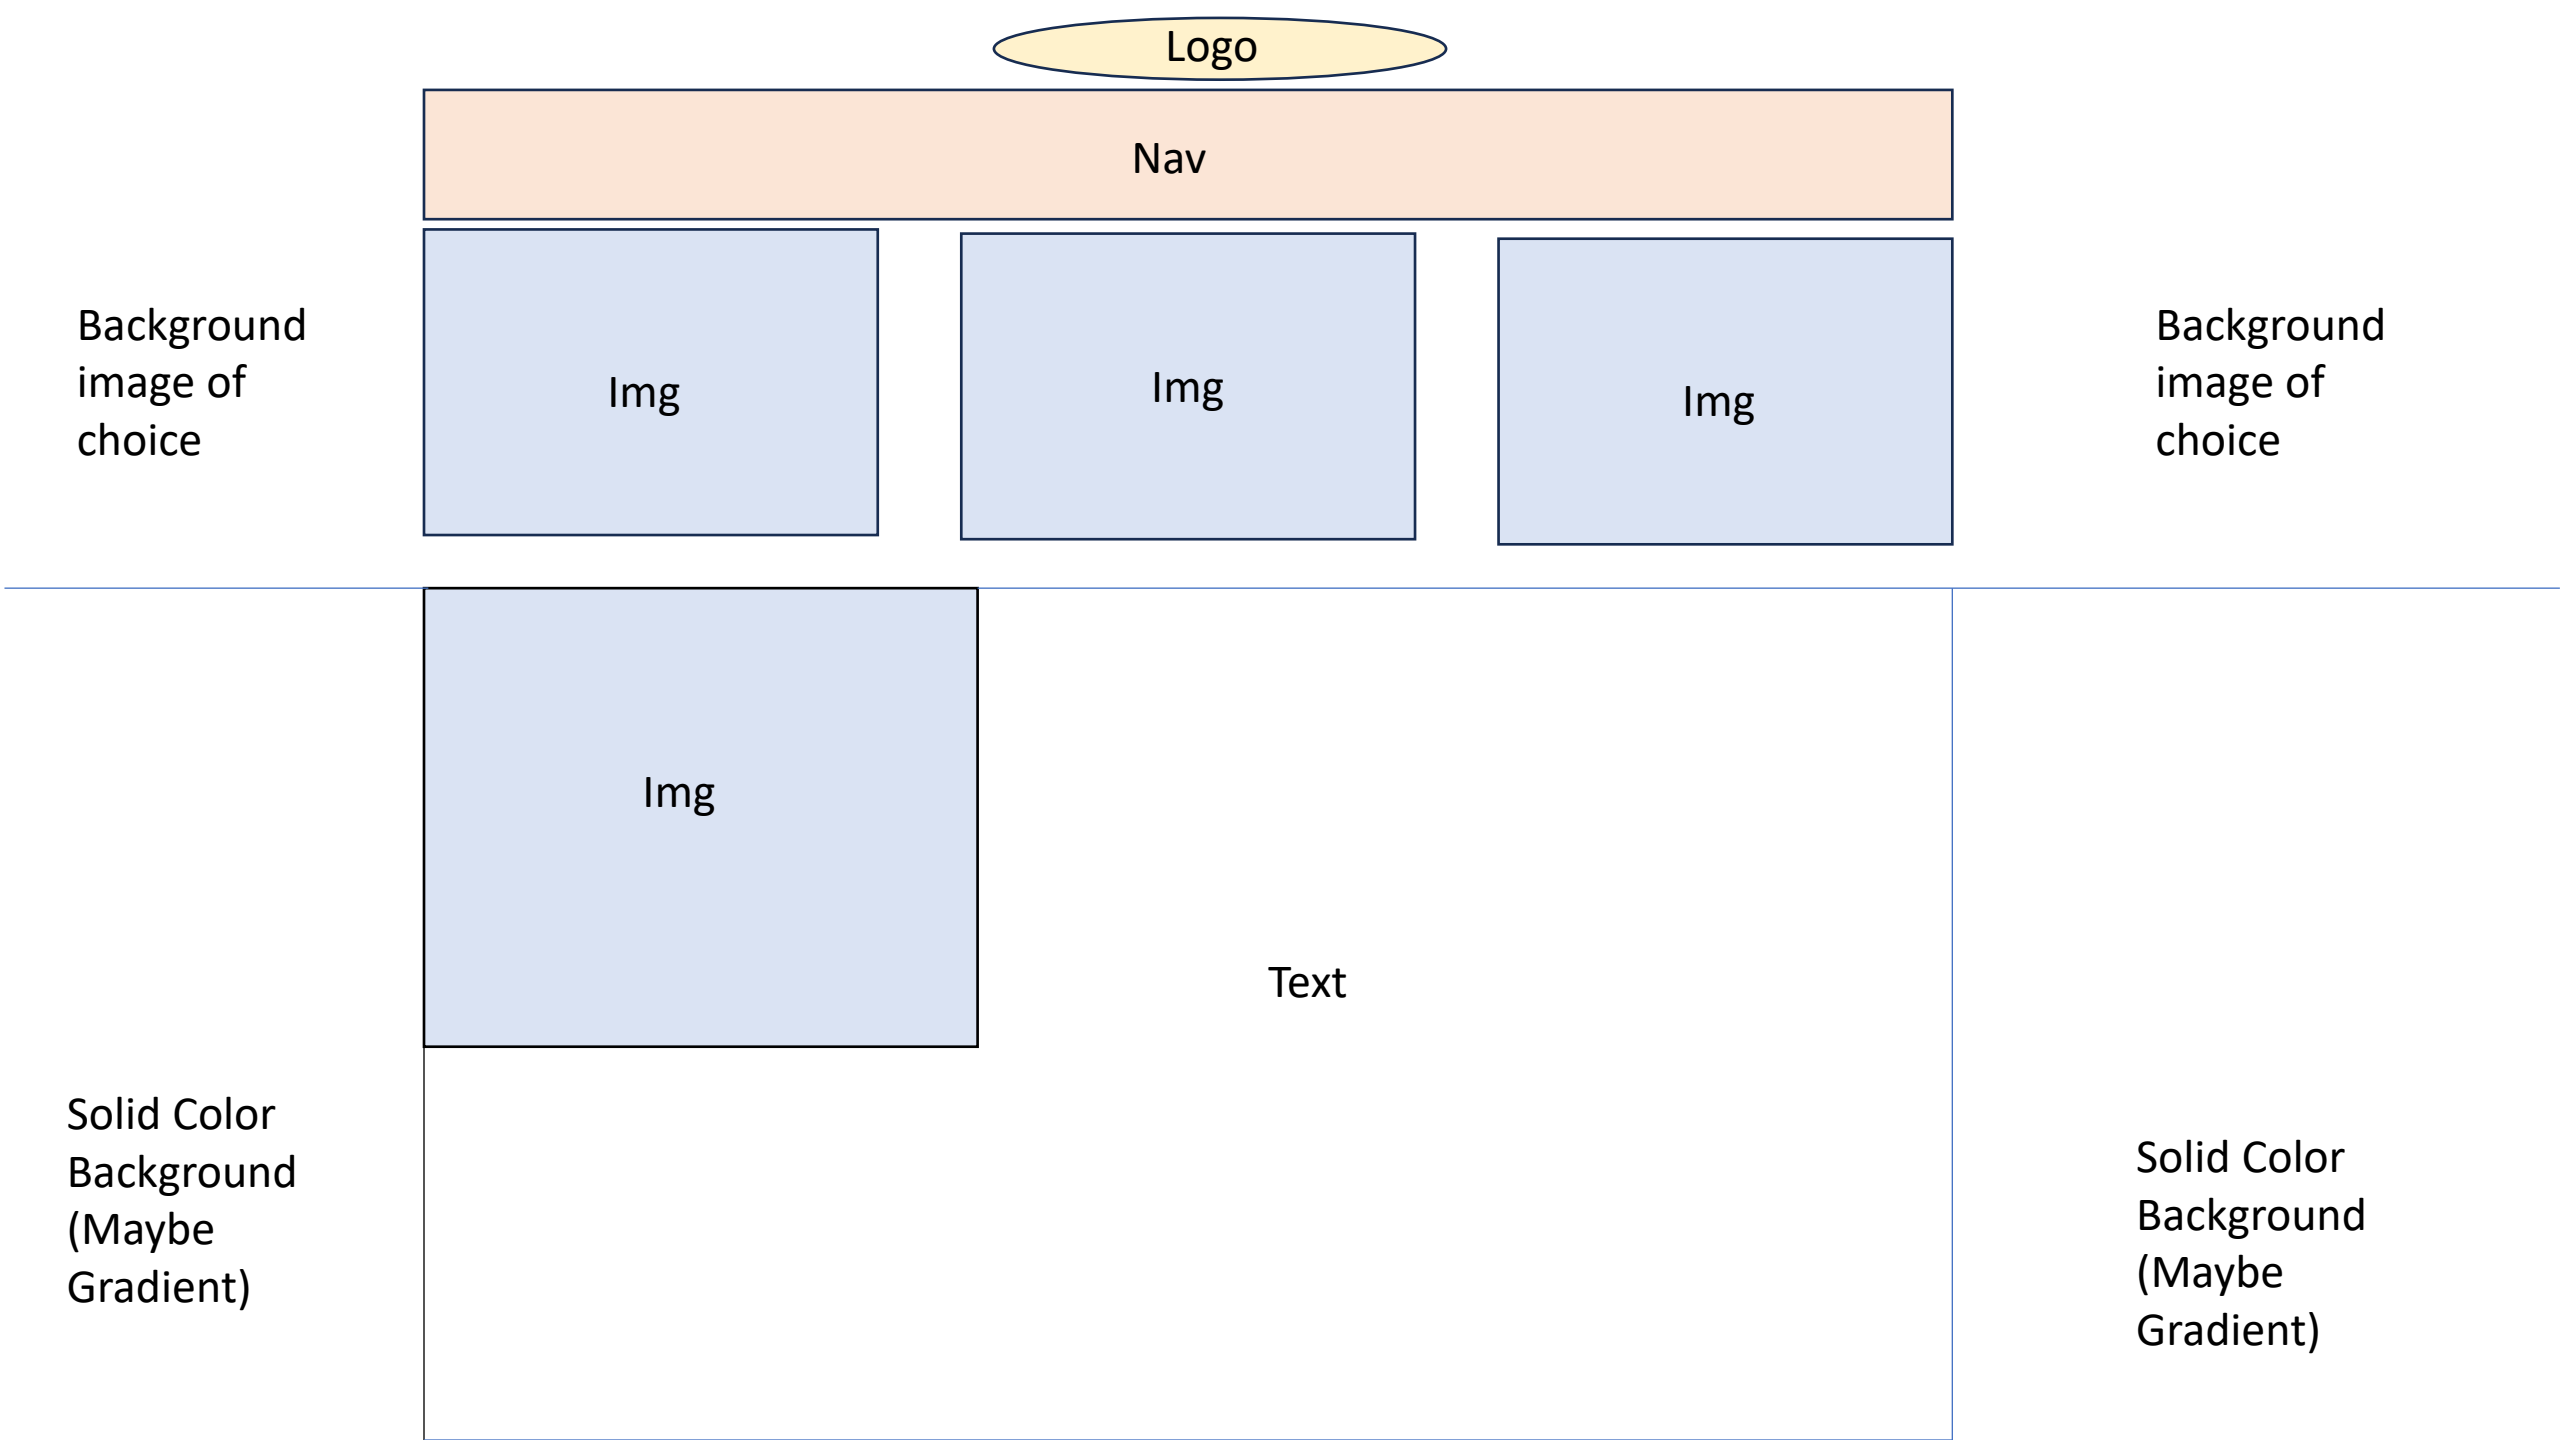 Logo
Nav
Background
image of
choice
Img
Img
Img
Background
image of
choice
Img
Text
Solid Color
Background
(Maybe
Gradient)
Solid Color
Background
(Maybe
Gradient)